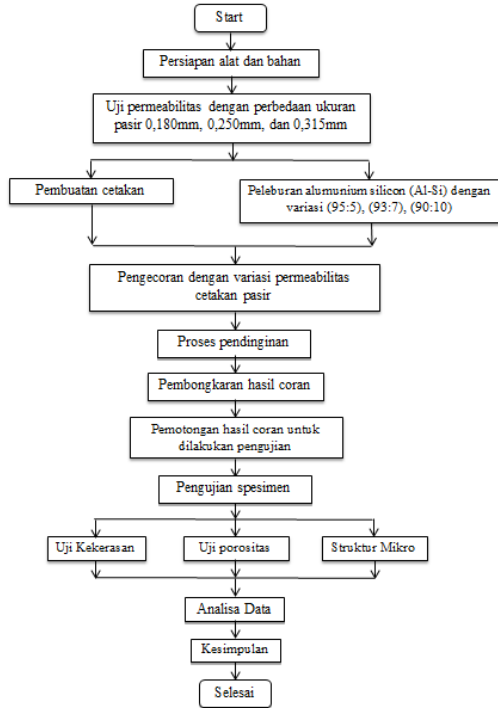 Start
Persiapan alat dan bahan
Uji permeabilitas dengan perbedaan ukuran
pasir 0,180mm, 0,250mm, dan 0,315mm
Pembuatan cetakan
Peleburan alumunium silicon (Al-Si) dengan
variasi (95:5), (93:7), (90:10)
Pengecoran dengan variasi permeabilitas
cetakan pasir
Proses pendinginan
Pembongkaran hasil coran
Pemotongan hasil coran untuk
dilakukan pengujian
Pengujian spesimen
Uji Kekerasan
Uji porositas
Struktur Mikro
Analisa Data
Kesimpulan
Selesai